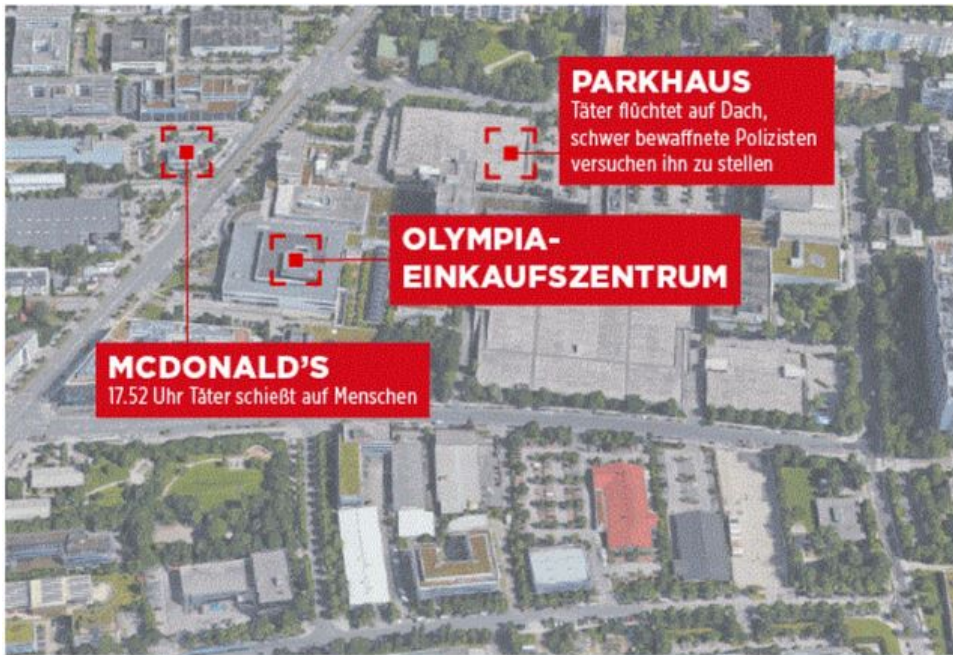 PARKHAUS
Täter flüchtet auf Dach,
schwer bewaffnete Polizisten
versuchen ihn zu stellen
OLYMPIA-
EINKAUFSZENTRUM
MCDONALD'S
17.52 Uhr Täter schießt auf Menschen